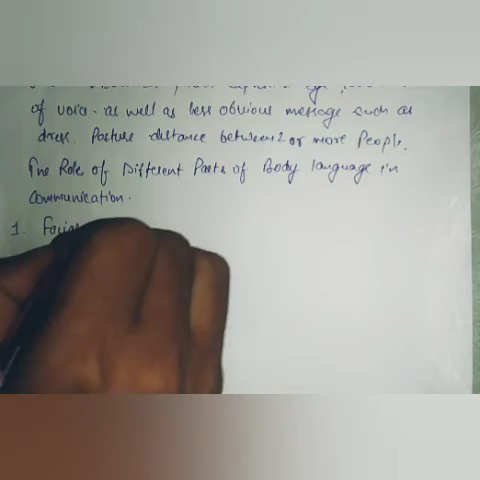 of voice. as well as less obvious message such as
dress. Posture distance between 2 or more People.
The Role of Different Parts of Body language in
Communication.
1.